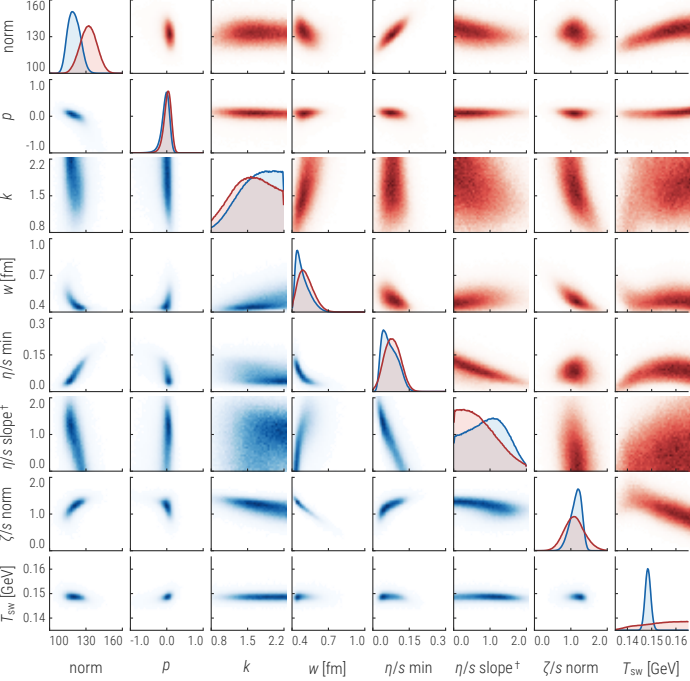 norm
160
130
100
p
1.0
0.0
-1.0
k
2.2
1.5
0.8
w [fm]
1.0
0.7
0.4
η/s min
0.3
0.15
0.0
η/s slope†
2.0
1.0
0.0
ζ/s norm
2.0
1.0
0.0
Tsw [GeV]
0.16
0.15
0.14
100 130 160 -1.0 0.0 1.0 0.8 1.5 2.2 0.4 0.7 1.0 0.0 0.15 0.3 0.0 1.0 2.0 0.0 1.0 2.0 0.14 0.15 0.16
norm p k w [fm] η/s min η/s slope† ζ/s norm Tsw [GeV]